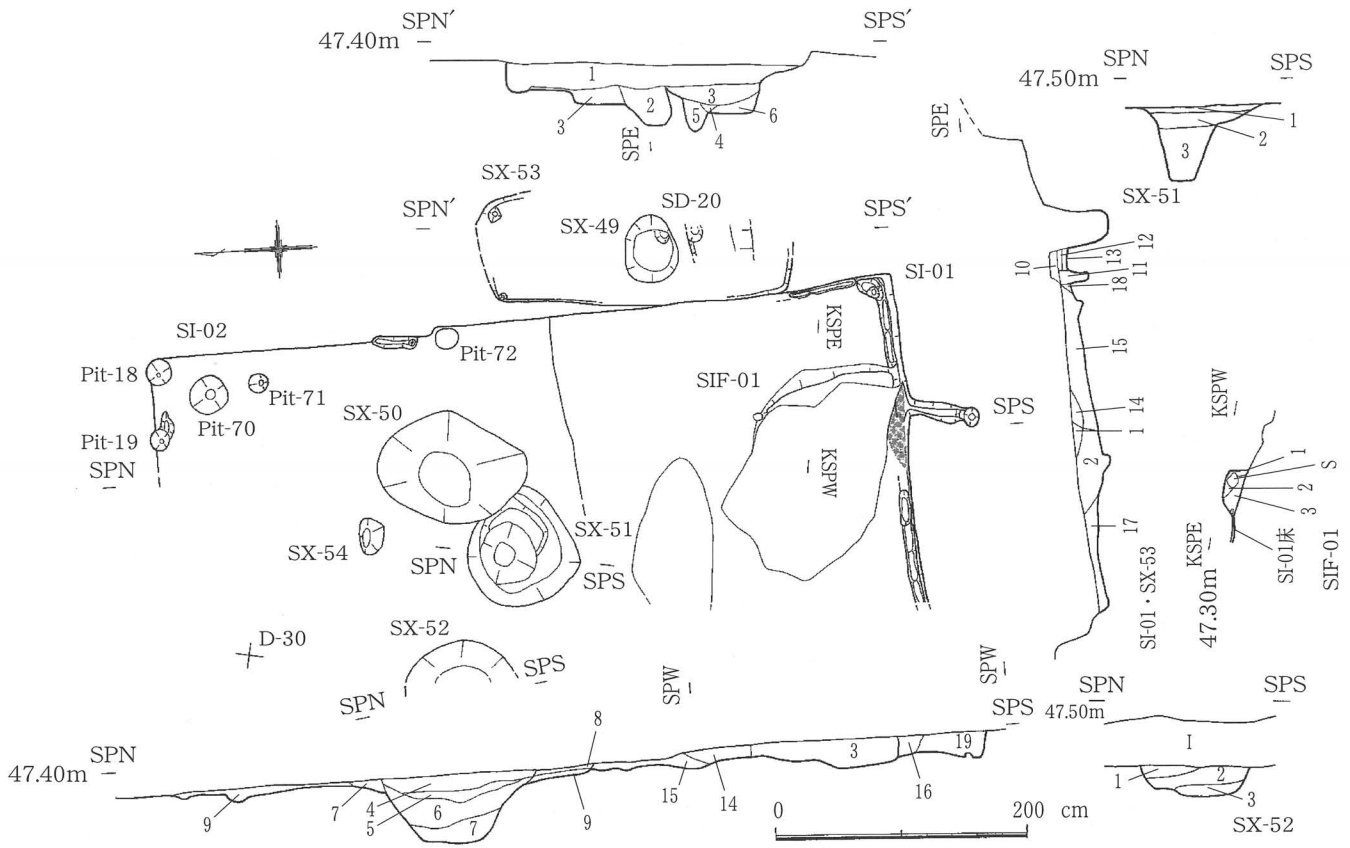 SPN′
SPS′
47.40m
1
2
3
3
4
5
6
SPN
SPS
47.50m
1
2
3
SX-51
SPE
SPE
SX-53
SPN′
SX-49
SD-20
SPS′
SI-01
SI-02
Pit-18
Pit-72
Pit-71
Pit-70
Pit-19
SPN
SX-50
KSPE
SIF-01
KSPW
SPS
SX-54
SX-51
SPN
SPS
D-30
SX-52
SPN
SPS
SPW
SPW
10
12
13
11
18
15
14
1
2
17
SI-01・SX-53
KSPW
1
S
2
3
KSPE
SI-01床
47.30m
SIF-01
SPN
47.40m
9
7
4
5
6
7
8
9
15
14
3
16
19
SPS
0
200 cm
SPN
SPS
47.50m
I
1
2
3
SX-52